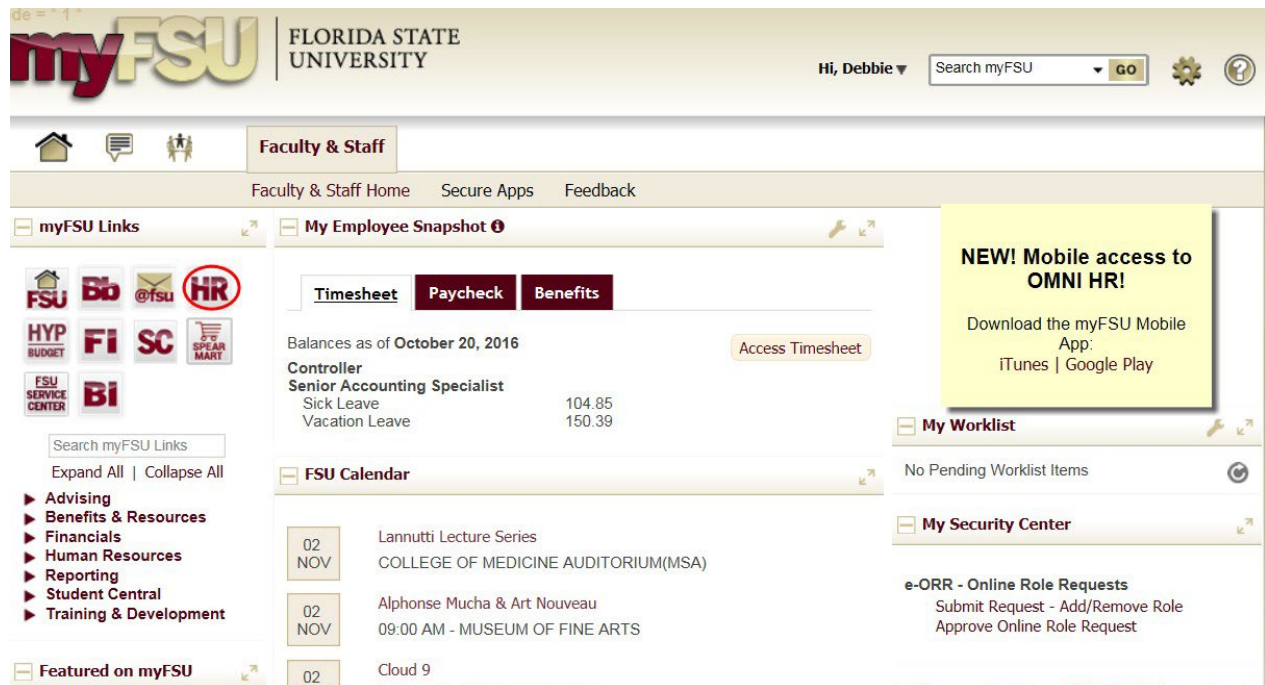 de = " 1 "
myFSU
FLORIDA STATE
UNIVERSITY
Hi, Debbie
Search myFSU
GO
Faculty & Staff
Faculty & Staff Home Secure Apps Feedback
myFSU Links
FSU Bb @fsu HR
HYP BUDGET FI SC SPEAR MART
FSU SERVICE CENTER BI
Search myFSU Links
Expand All | Collapse All
Advising
Benefits & Resources
Financials
Human Resources
Reporting
Student Central
Training & Development
Featured on myFSU
My Employee Snapshot
Timesheet Paycheck Benefits
Balances as of October 20, 2016
Access Timesheet
Controller
Senior Accounting Specialist
Sick Leave 104.85
Vacation Leave 150.39
FSU Calendar
02
NOV
Lannutti Lecture Series
COLLEGE OF MEDICINE AUDITORIUM(MSA)
02
NOV
Alphonse Mucha & Art Nouveau
09:00 AM - MUSEUM OF FINE ARTS
02
Cloud 9
NEW! Mobile access to
OMNI HR!
Download the myFSU Mobile
App:
iTunes | Google Play
My Worklist
No Pending Worklist Items
My Security Center
e-ORR - Online Role Requests
Submit Request - Add/Remove Role
Approve Online Role Request